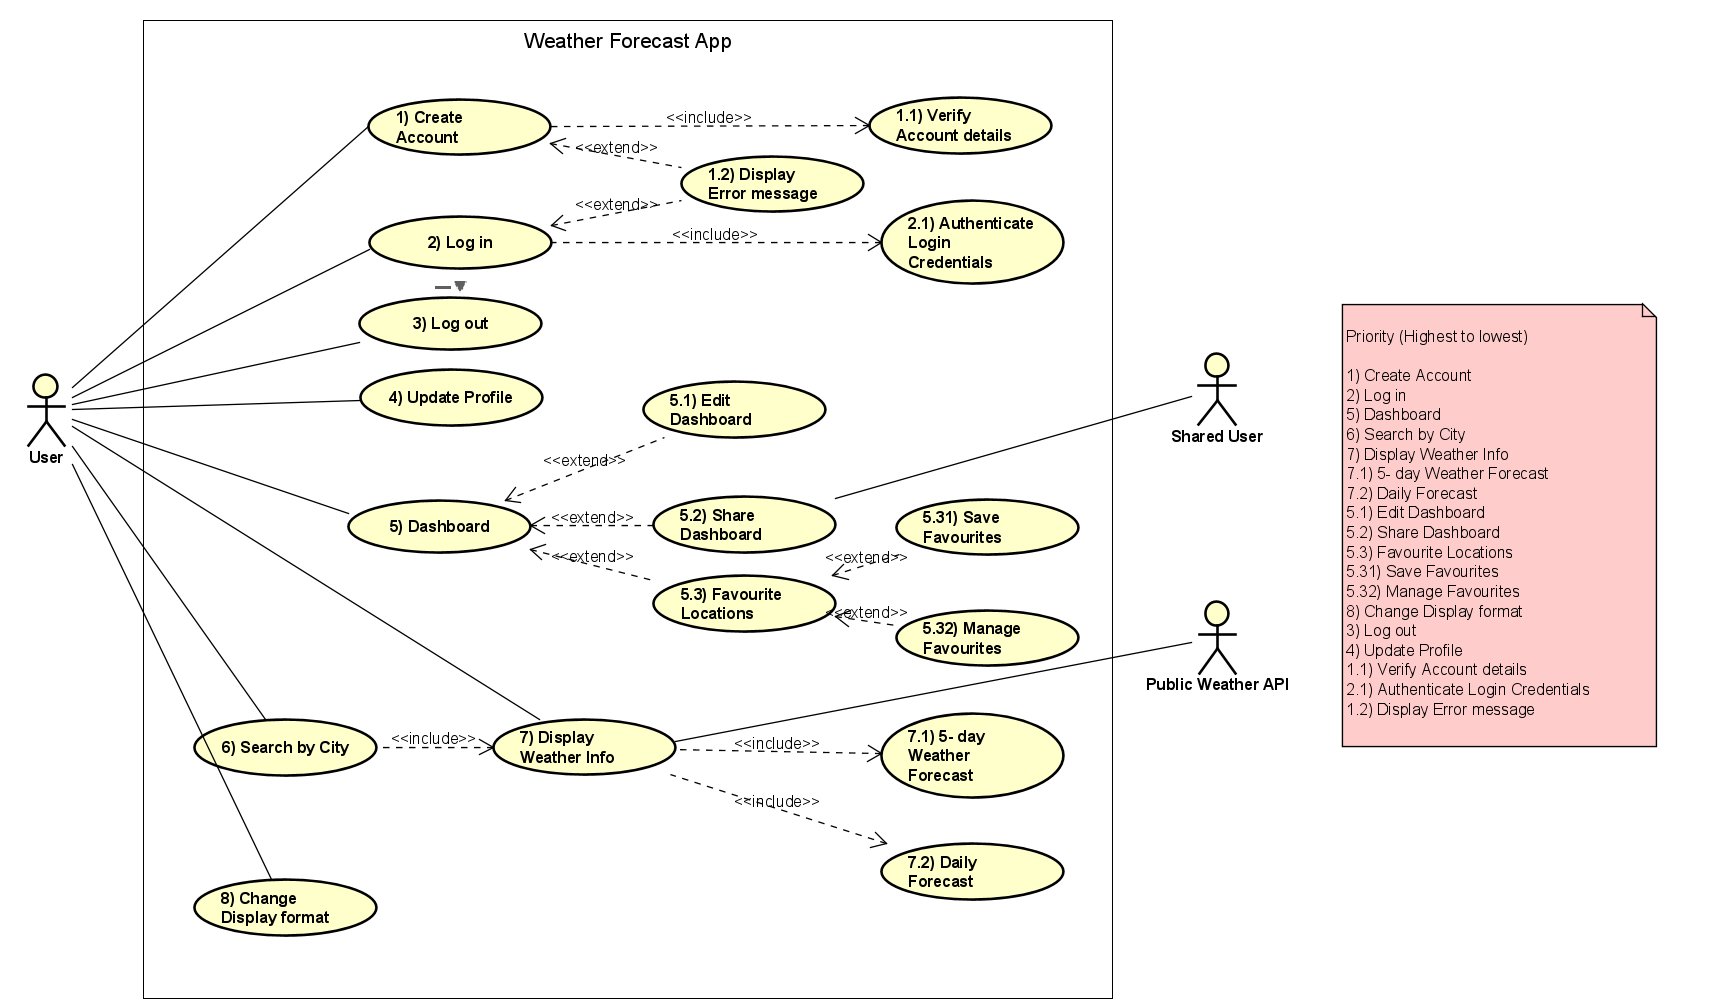 Weather Forecast App
1) Create
Account
<<include>>
1.1) Verify
Account details
<<extend>>
1.2) Display
Error message
<<extend>>
2) Log in
<<include>>
2.1) Authenticate
Login
Credentials
3) Log out
4) Update Profile
User
5.1) Edit
Dashboard
<<extend>>
5) Dashboard
<<extend>>
5.2) Share
Dashboard
<<extend>>
5.3) Favourite
Locations
5.31) Save
Favourites
<<extend>>
<<extend>>
5.32) Manage
Favourites
Shared User
Public Weather API
6) Search by City
<<include>>
7) Display
Weather Info
<<include>>
7.1) 5- day
Weather
Forecast
<<include>>
7.2) Daily
Forecast
8) Change
Display format
Priority (Highest to lowest)
1) Create Account
2) Log in
5) Dashboard
6) Search by City
7) Display Weather Info
7.1) 5- day Weather Forecast
7.2) Daily Forecast
5.1) Edit Dashboard
5.2) Share Dashboard
5.3) Favourite Locations
5.31) Save Favourites
5.32) Manage Favourites
8) Change Display format
3) Log out
4) Update Profile
1.1) Verify Account details
2.1) Authenticate Login Credentials
1.2) Display Error message